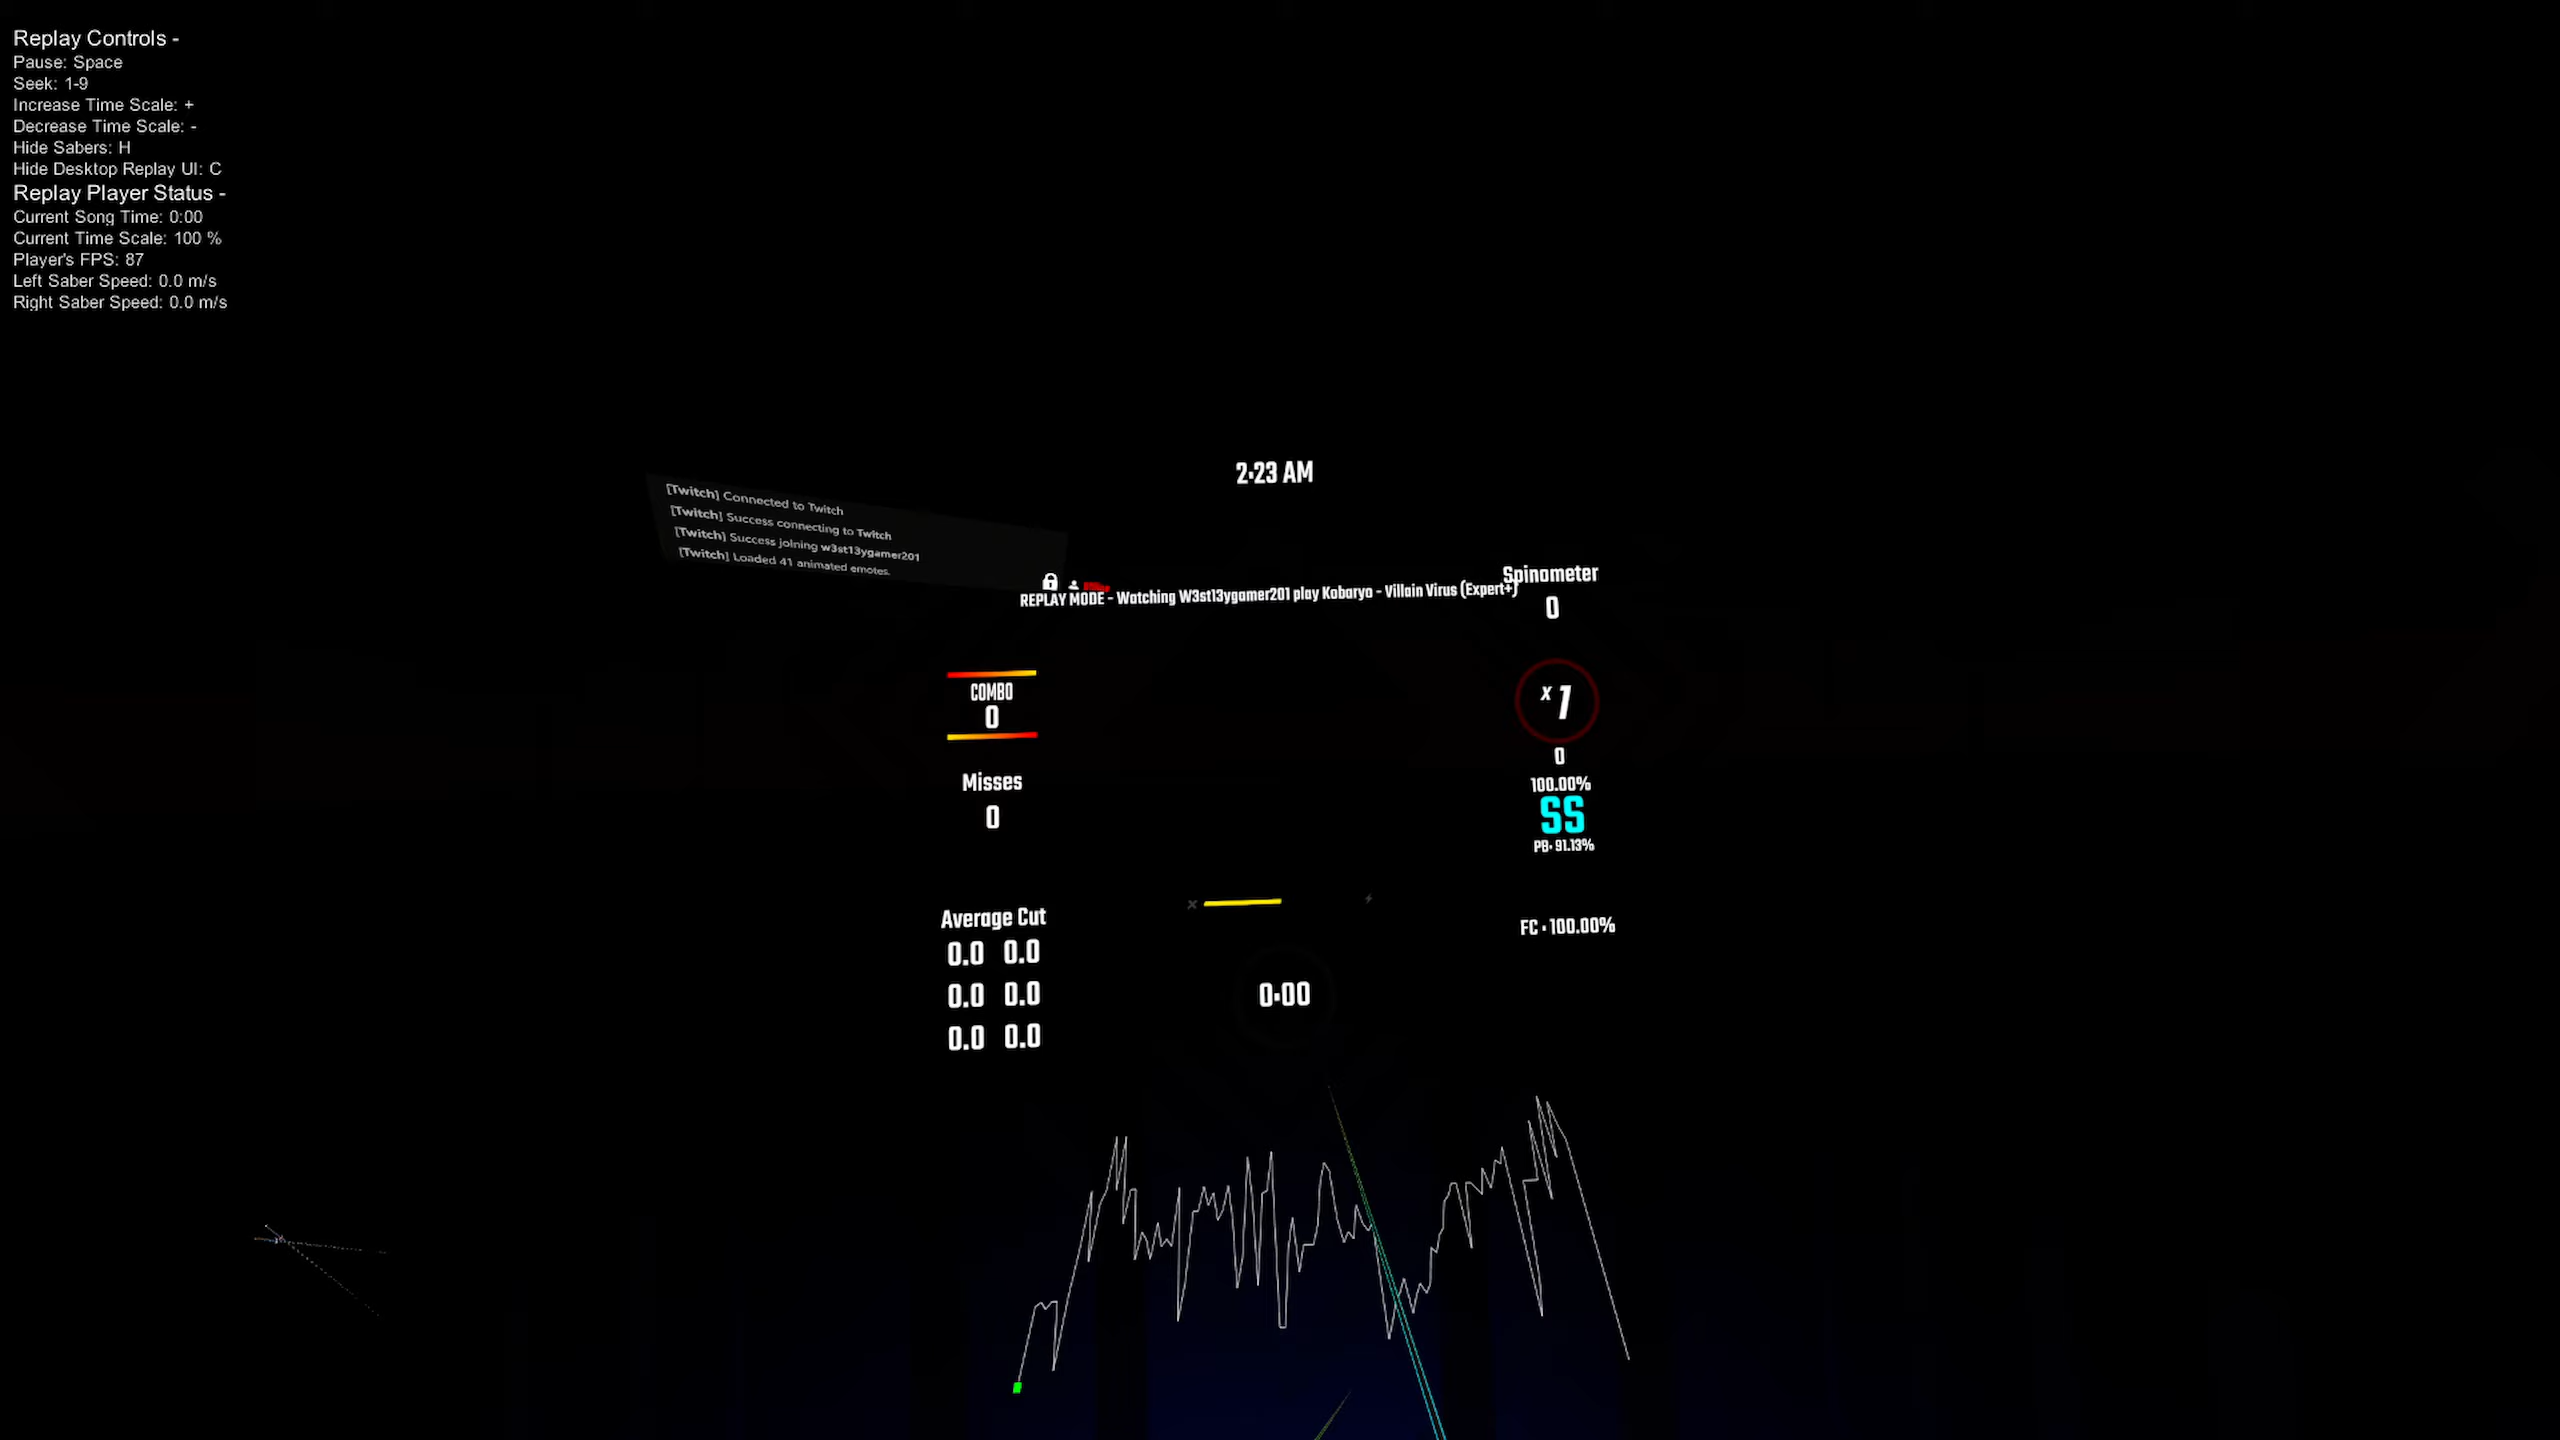 Replay Controls -
Pause: Space
Seek: 1-9
Increase Time Scale: +
Decrease Time Scale: -
Hide Sabers: H
Hide Desktop Replay UI: C
Replay Player Status -
Current Song Time: 0:00
Current Time Scale: 100 %
Player's FPS: 87
Left Saber Speed: 0.0 m/s
Right Saber Speed: 0.0 m/s
2:23 AM
[Twitch] Connected to Twitch
[Twitch] Success connecting to Twitch
[Twitch] Success joining w3st13ygamer201
[Twitch] Loaded 41 animated emotes.
REPLAY MODE - Watching W3st13ygamer201 play Kobaryo - Villain Virus (Expert+)
Spinometer
0
COMBO
0
x1
0
100.00%
SS
PB: 91.13%
Misses
0
Average Cut
0.0 0.0
0.0 0.0
0.0 0.0
FC : 100.00%
0:00